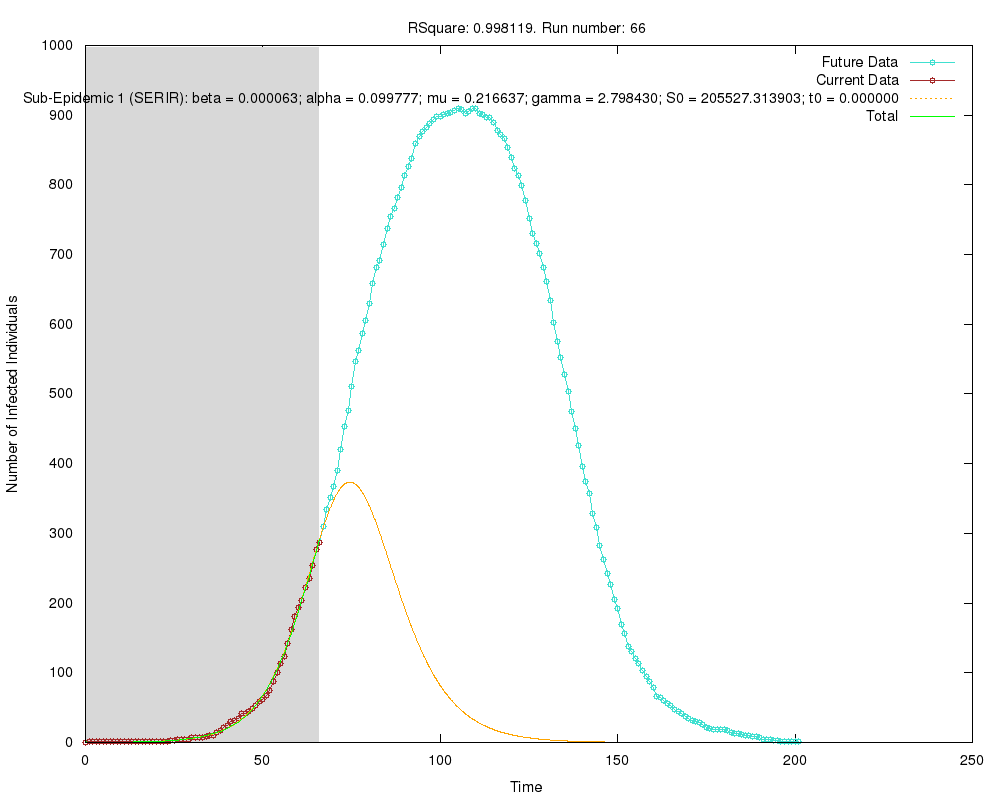 RSquare: 0.998119. Run number: 66
Future Data
Current Data
Sub-Epidemic 1 (SERIR): beta = 0.000063; alpha = 0.099777; mu = 0.216637; gamma = 2.798430; S0 = 205527.313903; t0 = 0.000000
Total
1000
900
800
700
600
500
400
300
200
100
0
Number of Infected Individuals
0 50 100 150 200 250
Time